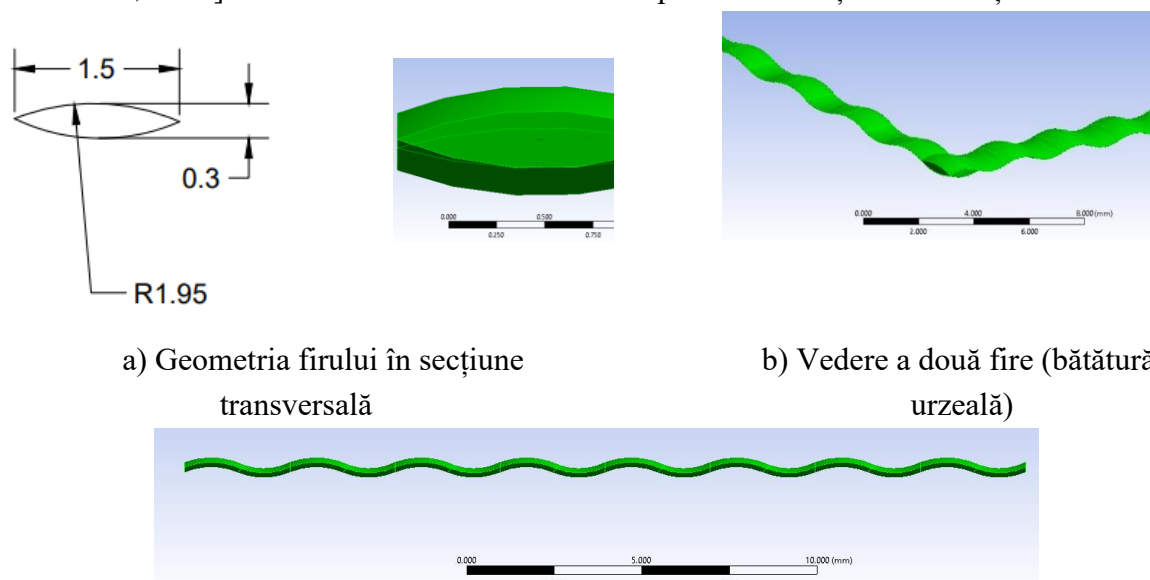 1.5
0.3
R1.95
0.000
0.500
0.250
0.750
0.000
4.000
8.000 (mm)
2.000
6.000
a) Geometria firului în secțiune
transversală
b) Vedere a două fire (bătătură
urzeală)
0.000
5.000
10.000 (mm)